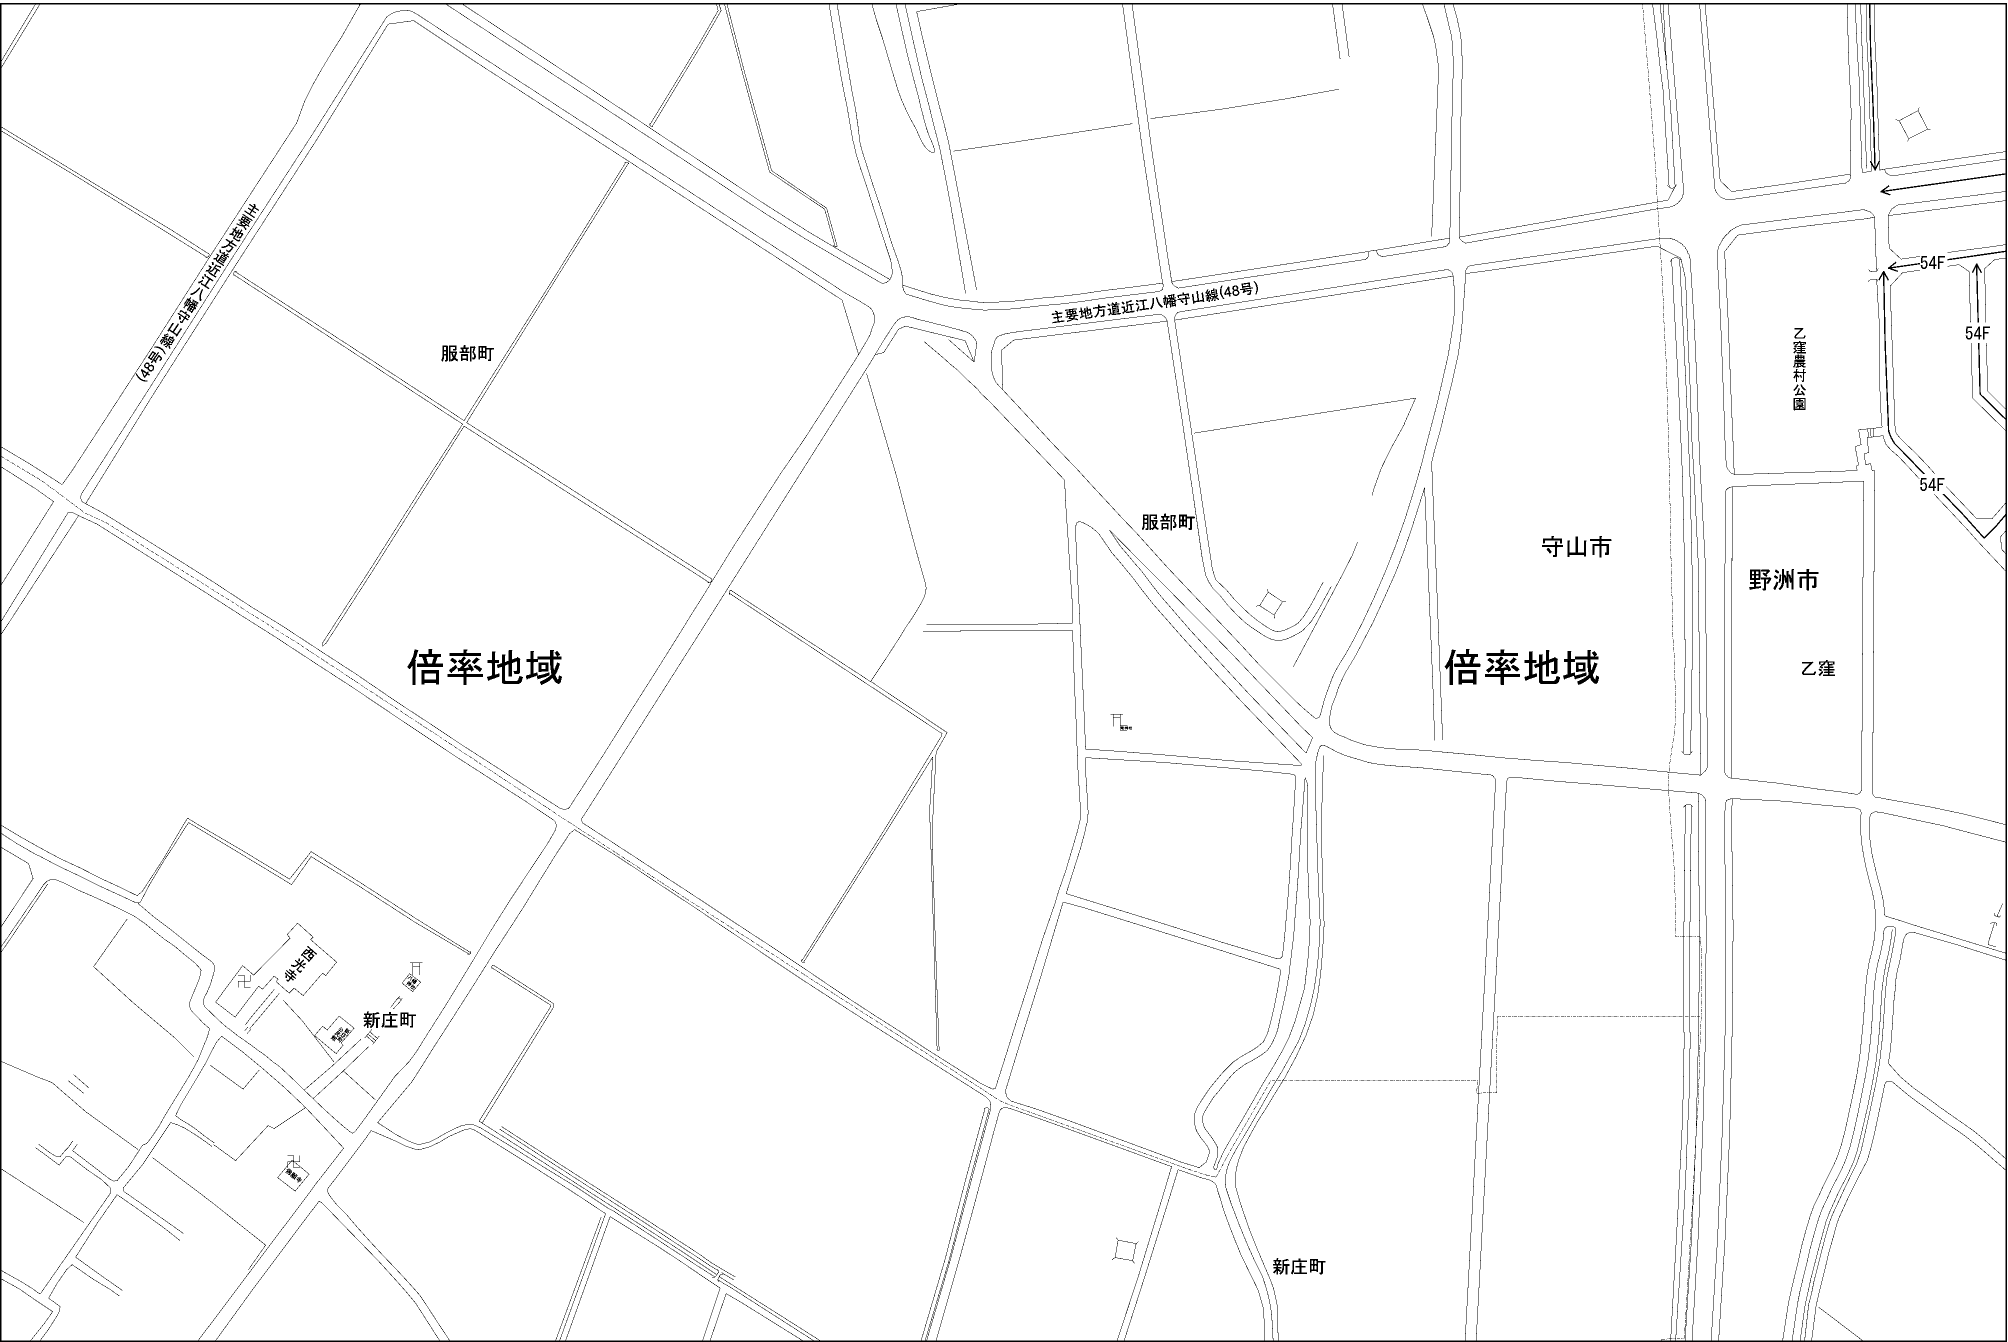 主要地方道近江八幡守山線(48号)
54F
主要地方道近江八幡守山線(48号)
54F
乙窪農村公園
服部町
54F
服部町
守山市
野洲市
倍率地域
倍率地域
乙窪
西光寺
新庄町
新庄町